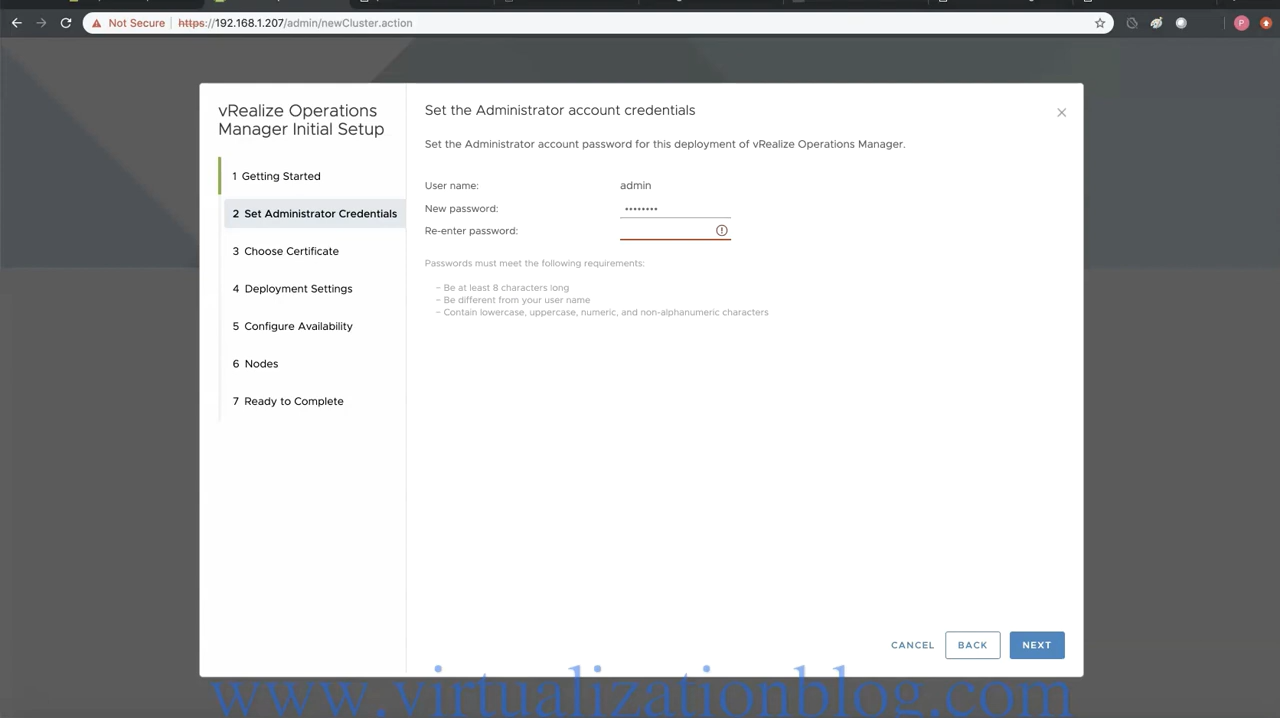 Not Secure
https://192.168.1.207/admin/newCluster.action
P
vRealize Operations
Manager Initial Setup
1 Getting Started
2 Set Administrator Credentials
3 Choose Certificate
4 Deployment Settings
5 Configure Availability
6 Nodes
7 Ready to Complete
Set the Administrator account credentials
Set the Administrator account password for this deployment of vRealize Operations Manager.
User name: admin
New password: ••••••••
Re-enter password:
Passwords must meet the following requirements:
− Be at least 8 characters long
− Be different from your user name
− Contain lowercase, uppercase, numeric, and non-alphanumeric characters
CANCEL BACK NEXT
www.virtualizationblog.com